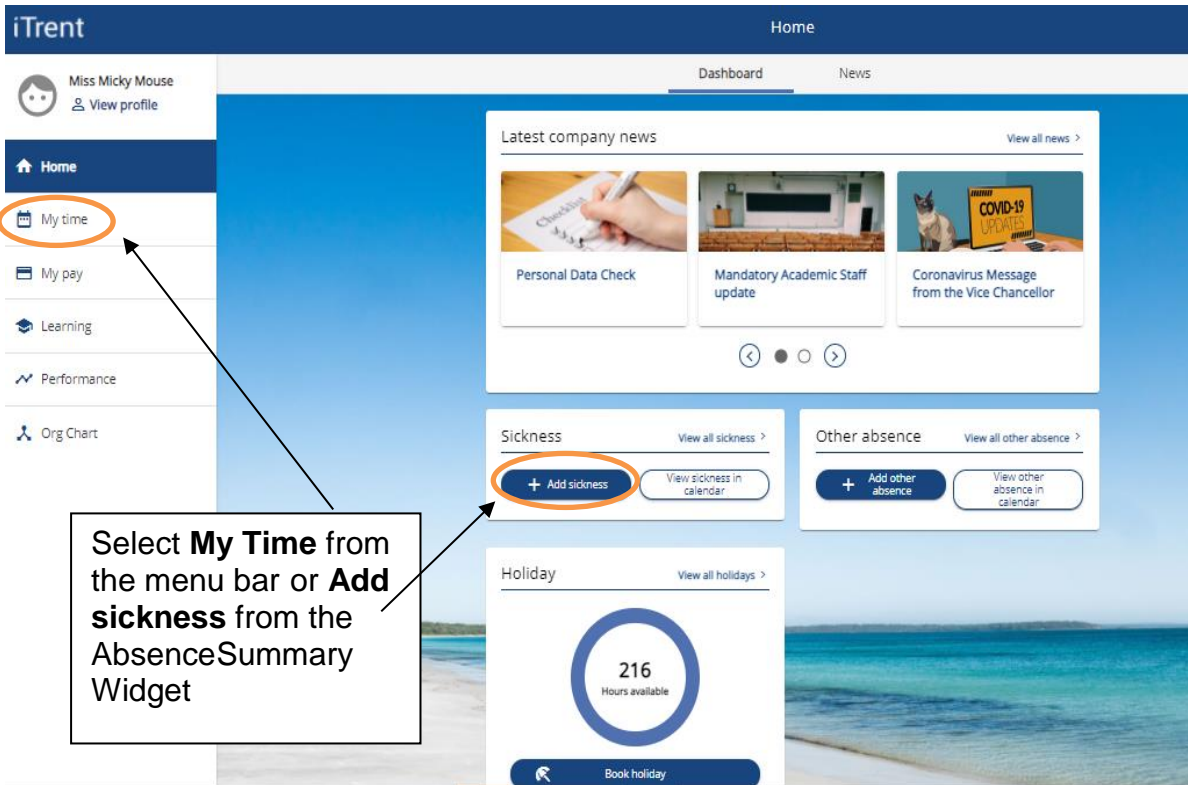 iTrent
Home
Miss Micky Mouse
View profile
Dashboard
News
Home
My time
My pay
Learning
Performance
Org Chart
Latest company news
View all news >
Checklist
COVID-19
UPDATES
Personal Data Check
Mandatory Academic Staff
update
Coronavirus Message
from the Vice Chancellor
Sickness
View all sickness >
+ Add sickness
View sickness in
calendar
Other absence
View all other absence >
+ Add other
absence
View other
absence in
calendar
Select My Time from
the menu bar or Add
sickness from the
AbsenceSummary
Widget
Holiday
View all holidays >
216
Hours available
Book holiday